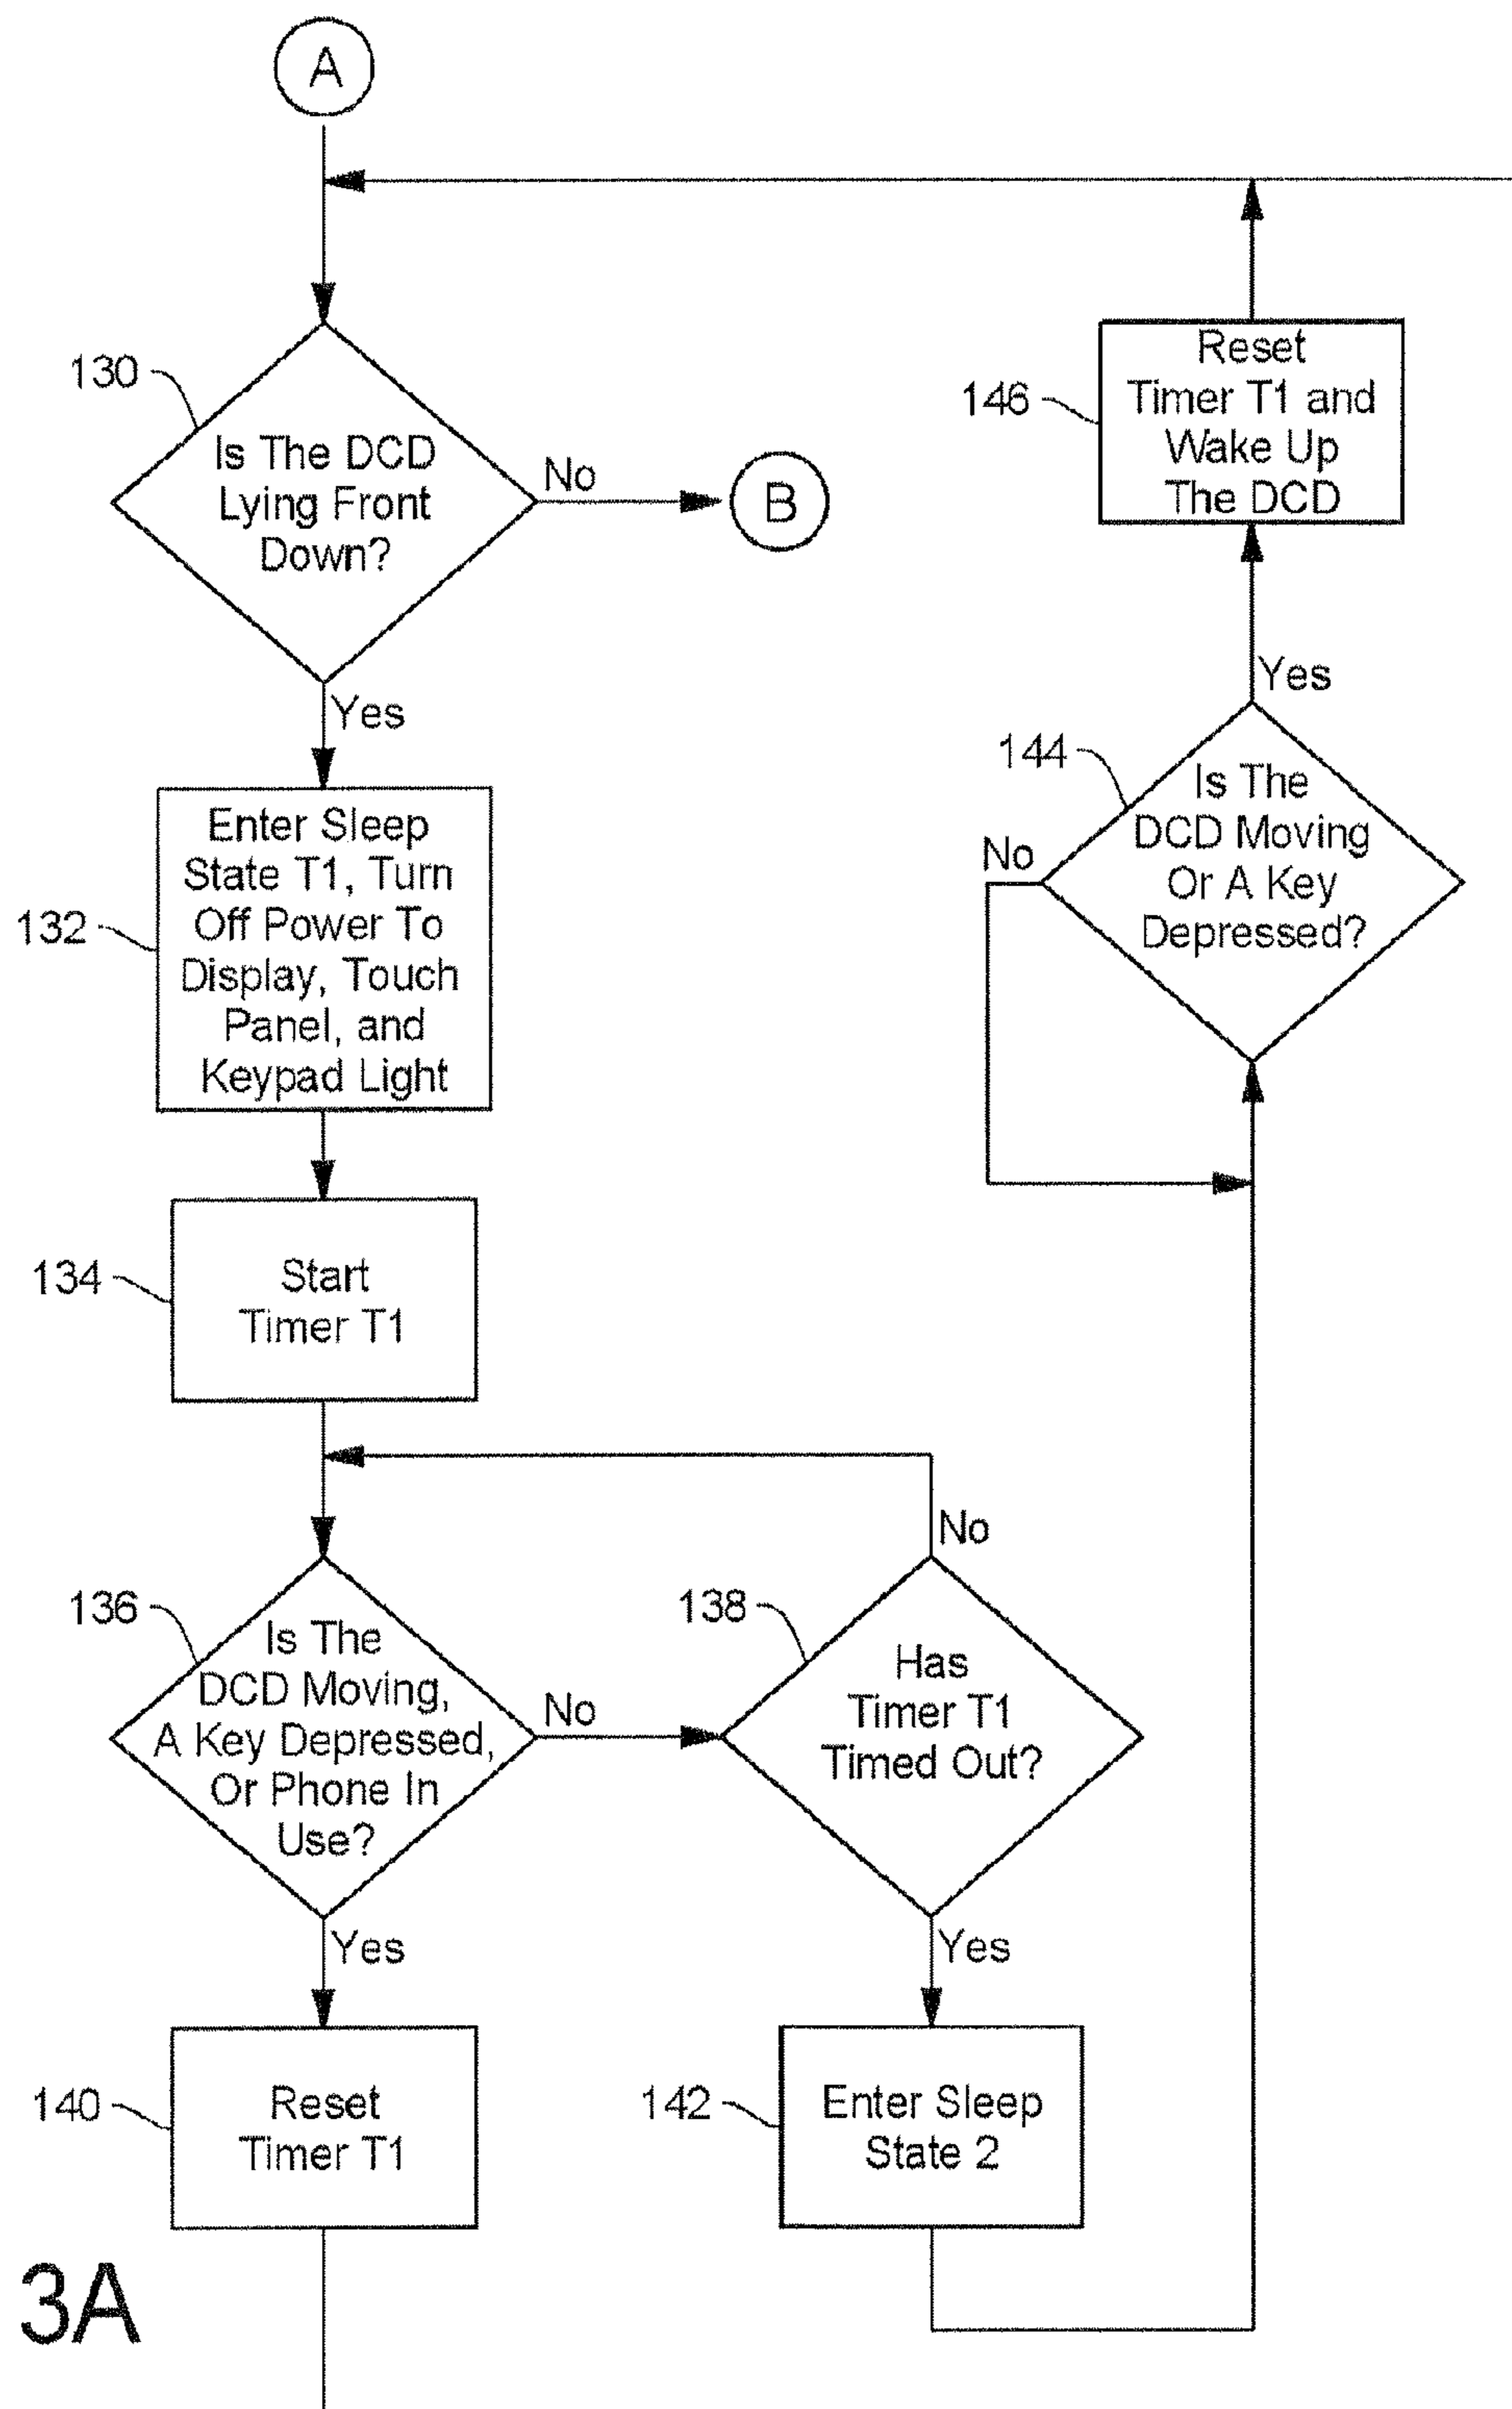 A
130
Is The DCD
Lying Front
Down?
No
B
Yes
132
Enter Sleep
State T1, Turn
Off Power To
Display, Touch
Panel, and
Keypad Light
134
Start
Timer T1
136
Is The
DCD Moving,
A Key Depressed,
Or Phone In
Use?
No
Yes
138
Has
Timer T1
Timed Out?
No
Yes
140
Reset
Timer T1
142
Enter Sleep
State 2
144
Is The
DCD Moving
Or A Key
Depressed?
No
Yes
146
Reset
Timer T1 and
Wake Up
The DCD
3A